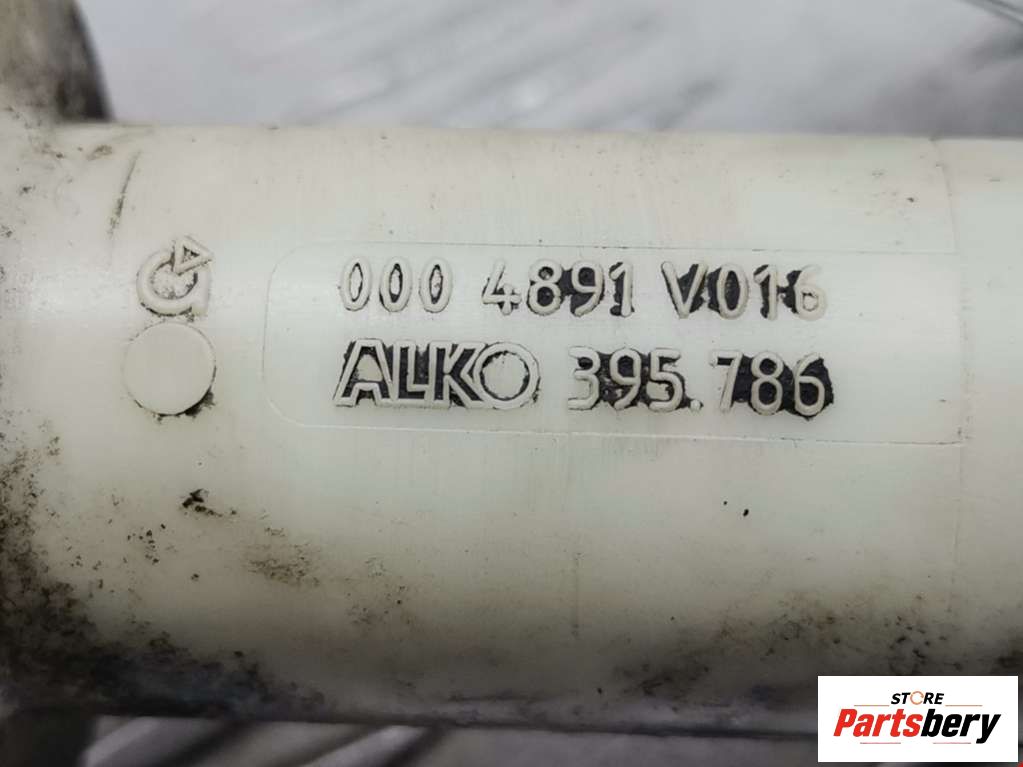 000 4891 V016
ALKO 395.786
STORE
Partsbery